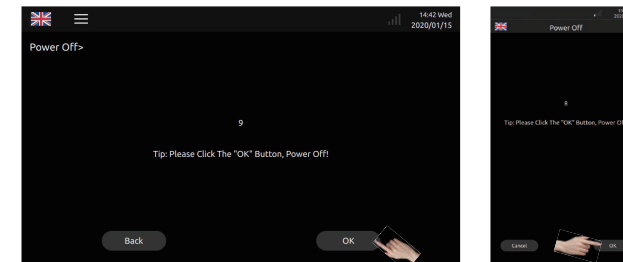 14:42 Wed
2020/01/15
Power Off>
9
Tip: Please Click The "OK" Button, Power Off!
Back
OK
Power Off
8
Tip: Please Click The "OK" Button, Power
Cancel
OK